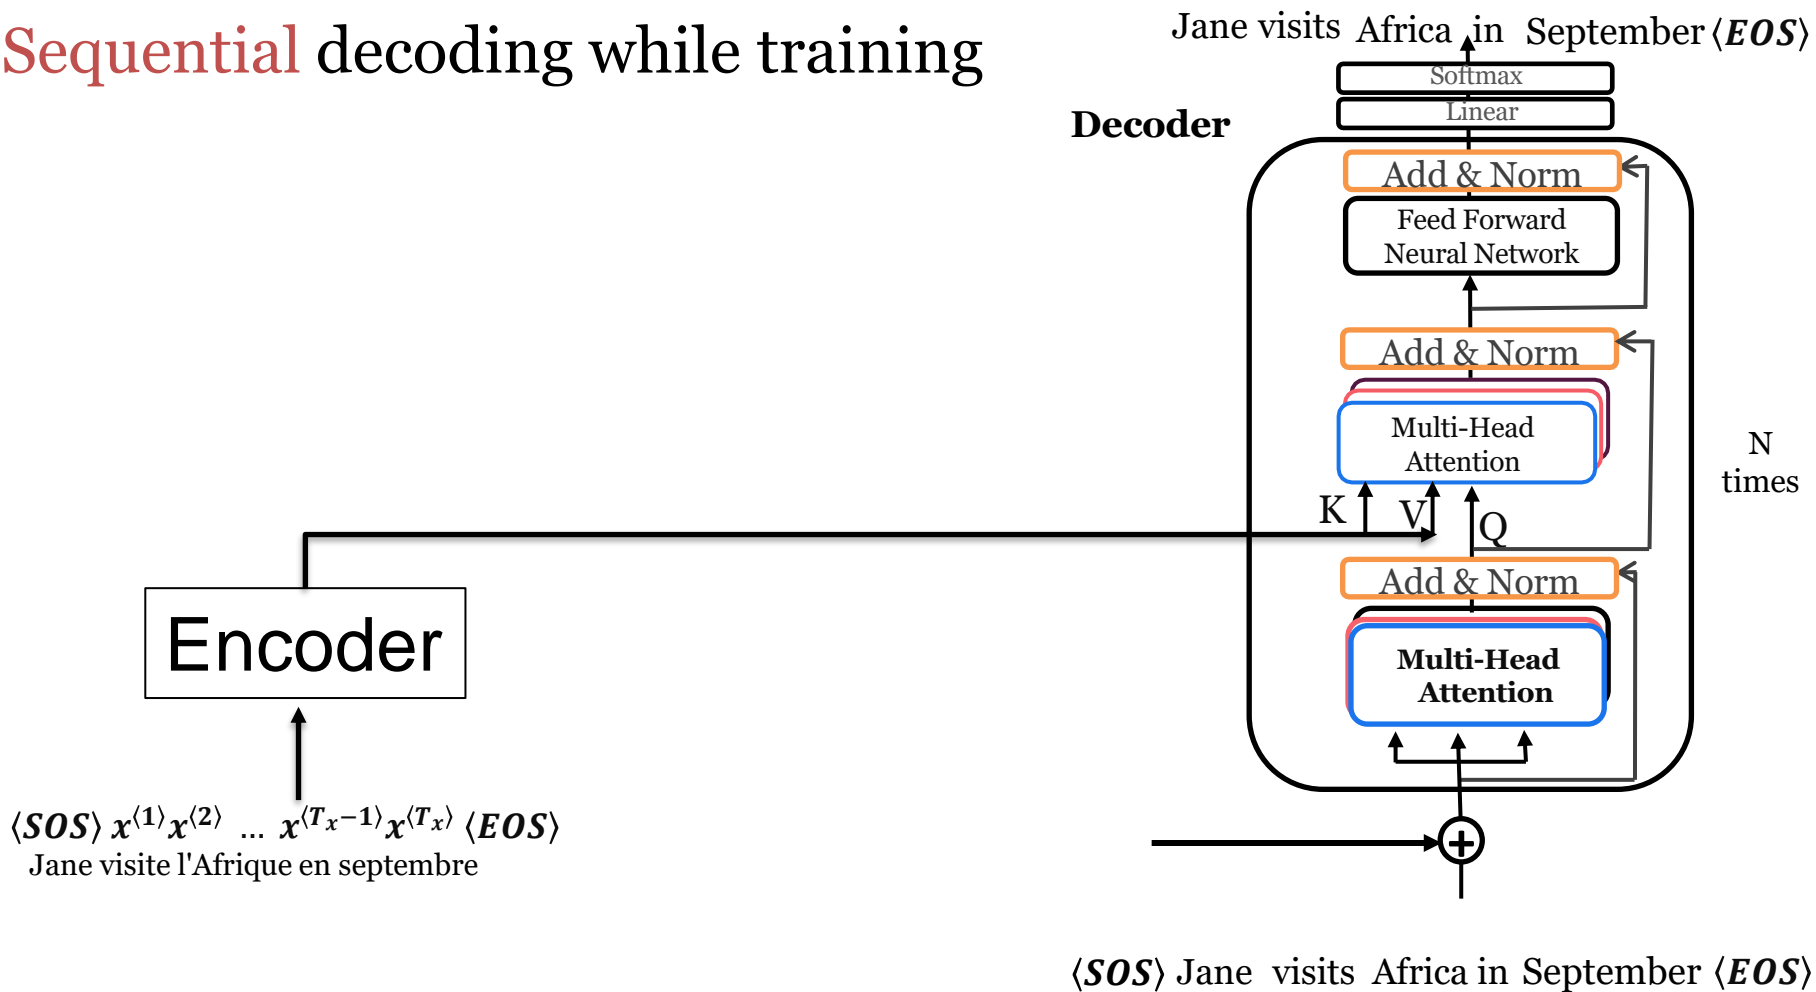 Sequential decoding while training
Jane visits Africa in September ⟨EOS⟩
Softmax
Linear
Decoder
Add & Norm
Feed Forward
Neural Network
Add & Norm
Multi-Head
Attention
N
times
K V Q
Add & Norm
Encoder
Multi-Head
Attention
⟨SOS⟩ x^⟨1⟩ x^⟨2⟩ … x^⟨T_x−1⟩ x^⟨T_x⟩ ⟨EOS⟩
Jane visite l'Afrique en septembre
+
⟨SOS⟩ Jane visits Africa in September ⟨EOS⟩